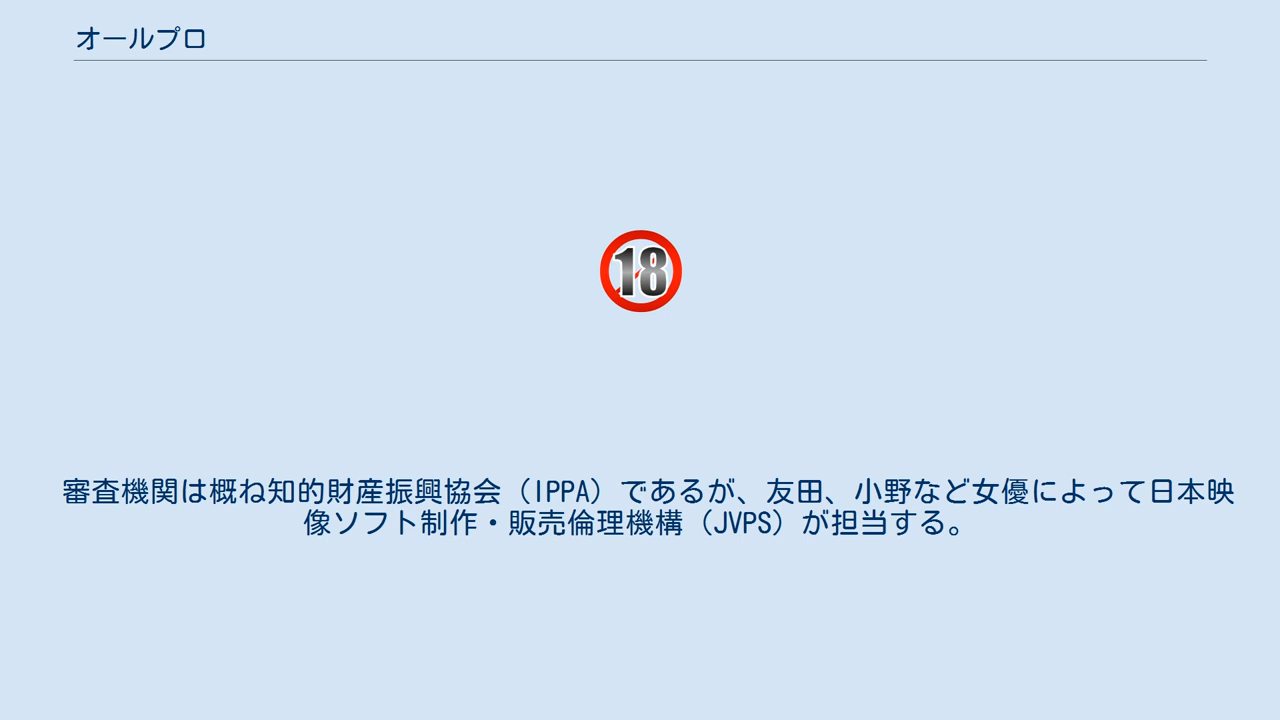 オールプロ
18
審査機関は概ね知的財産振興協会（IPPA）であるが、友田、小野など女優によって日本映
像ソフト制作・販売倫理機構（JVPS）が担当する。